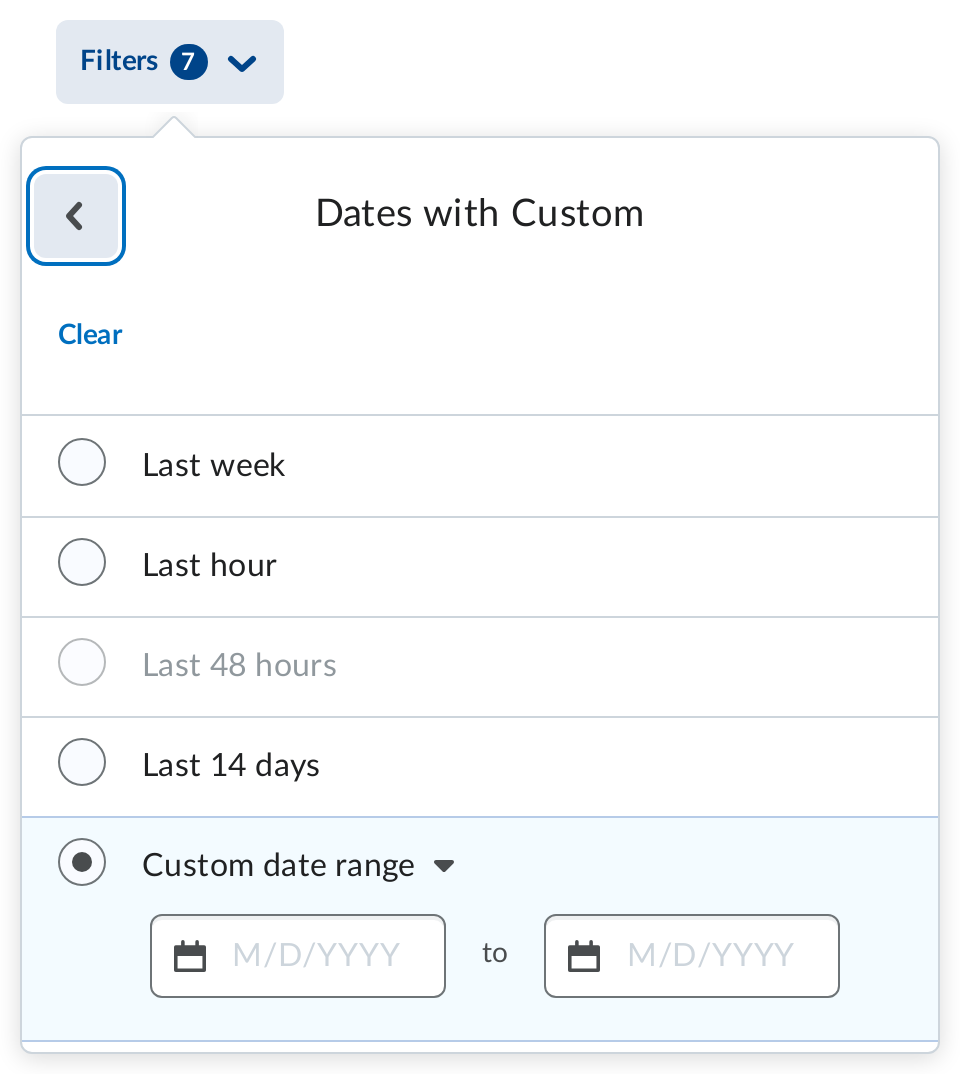 Filters 7
Dates with Custom
Clear
Last week
Last hour
Last 48 hours
Last 14 days
Custom date range
M/D/YYYY to M/D/YYYY